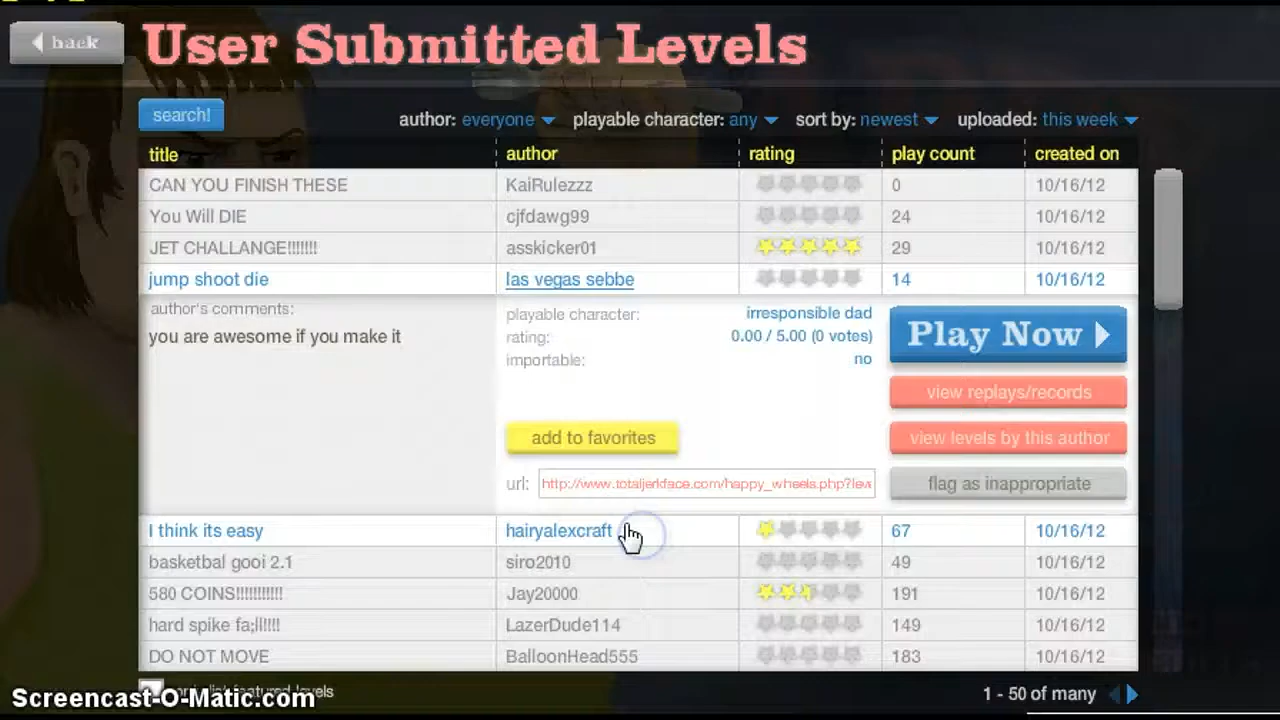 back
User Submitted Levels
search!
author: everyone playable character: any sort by: newest uploaded: this week
title author rating play count created on
CAN YOU FINISH THESE KaiRulezzz 0 10/16/12
You Will DIE cjfdawg99 24 10/16/12
JET CHALLANGE!!!!!!! asskicker01 29 10/16/12
jump shoot die las vegas sebbe 14 10/16/12
author's comments:
you are awesome if you make it
playable character: irresponsible dad
rating: 0.00 / 5.00 (0 votes)
importable: no
Play Now
view replays/records
add to favorites
view levels by this author
url: http://www.totaljerkface.com/happy_wheels.php?lev
flag as inappropriate
I think its easy hairyalexcraft 67 10/16/12
basketbal gooi 2.1 siro2010 49 10/16/12
580 COINS!!!!!!!!!!! Jay20000 191 10/16/12
hard spike fa;ll!!!! LazerDude114 149 10/16/12
DO NOT MOVE BalloonHead555 183 10/16/12
levels
1 - 50 of many
Screencast-O-Matic.com